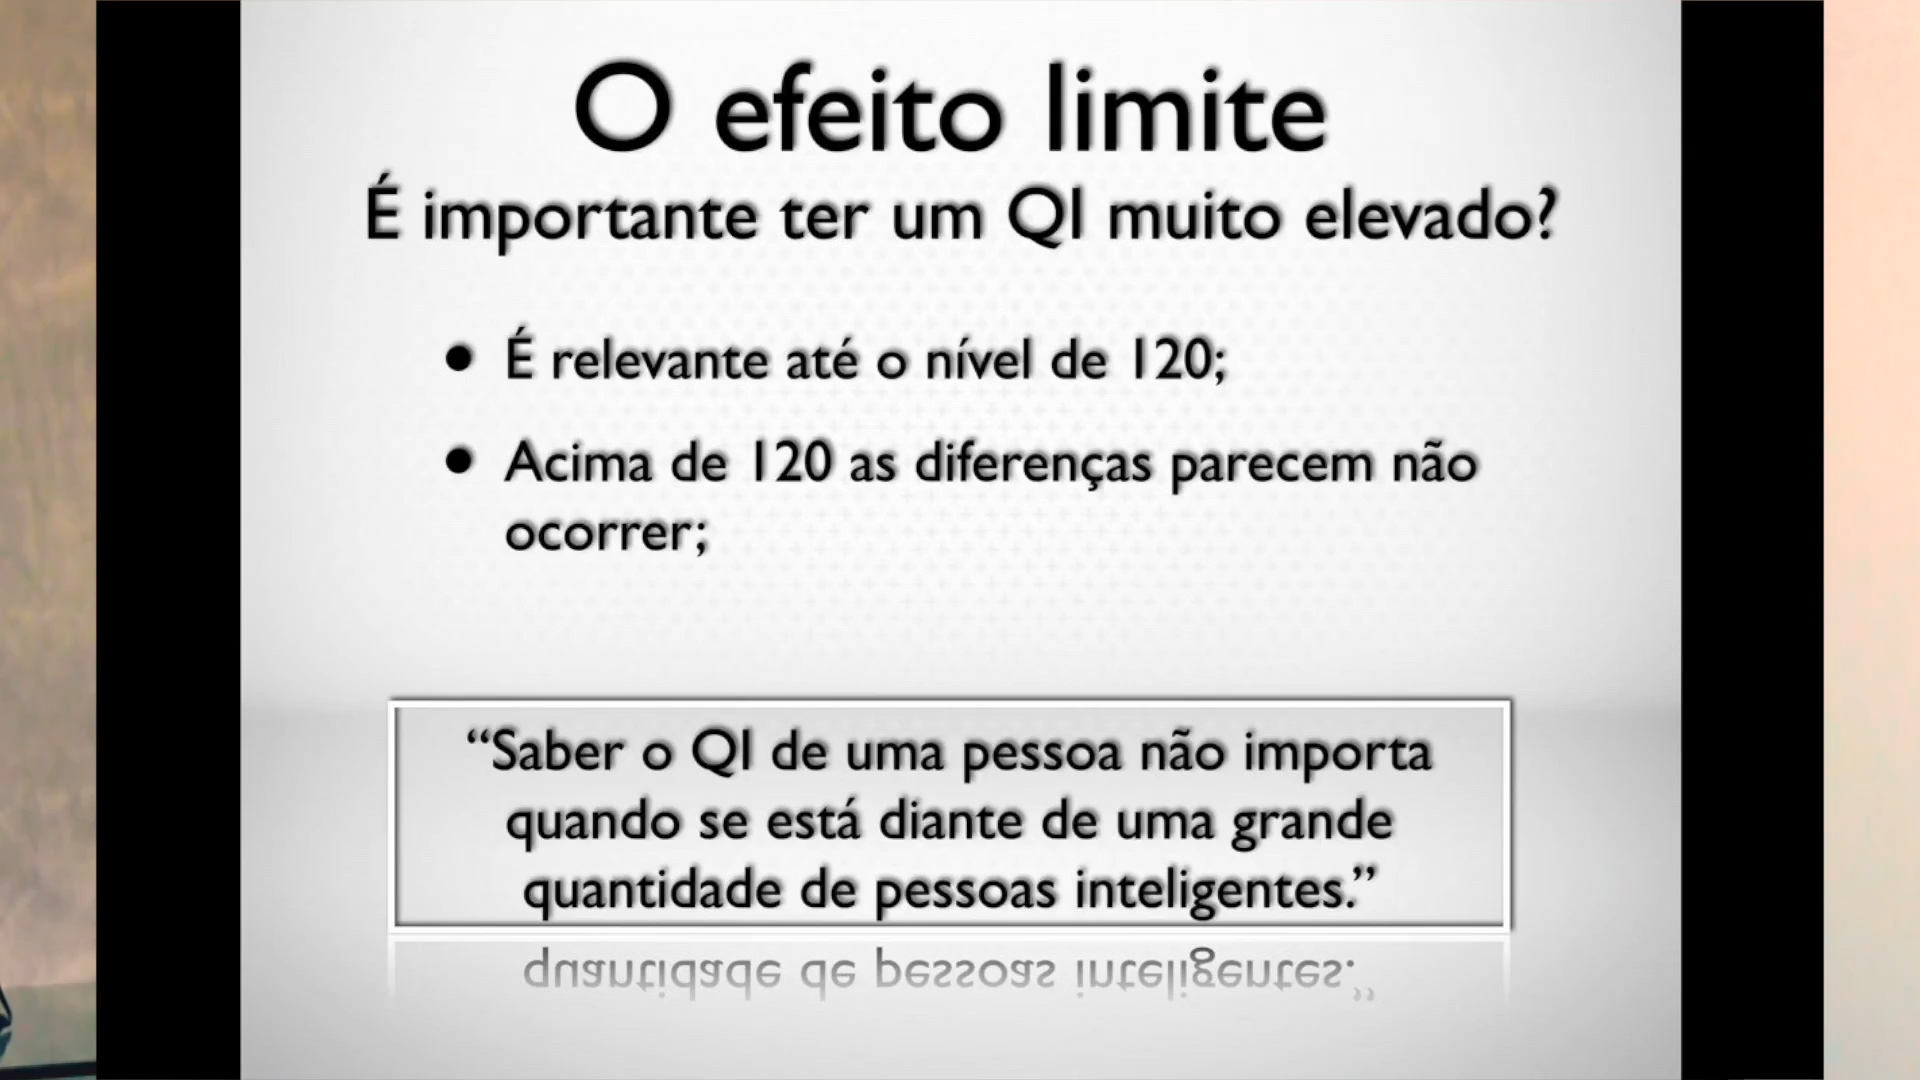 O efeito limite
É importante ter um QI muito elevado?
• É relevante até o nível de 120;
• Acima de 120 as diferenças parecem não
ocorrer;
“Saber o QI de uma pessoa não importa
quando se está diante de uma grande
quantidade de pessoas inteligentes.”